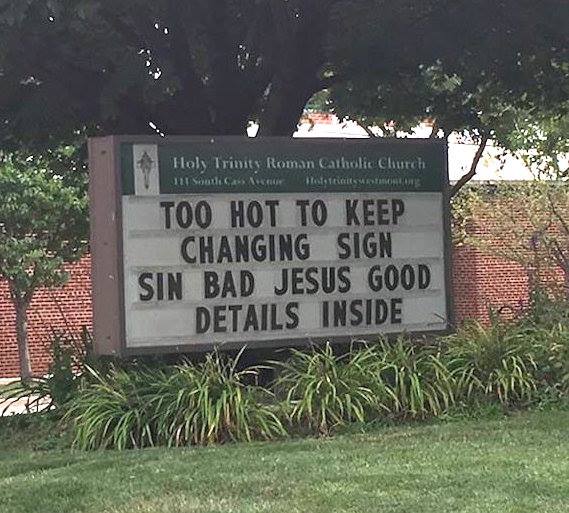 Holy Trinity Roman Catholic Church
111 South Cass Avenue Holytrinitywestmont.org
TOO HOT TO KEEP
CHANGING SIGN
SIN BAD JESUS GOOD
DETAILS INSIDE